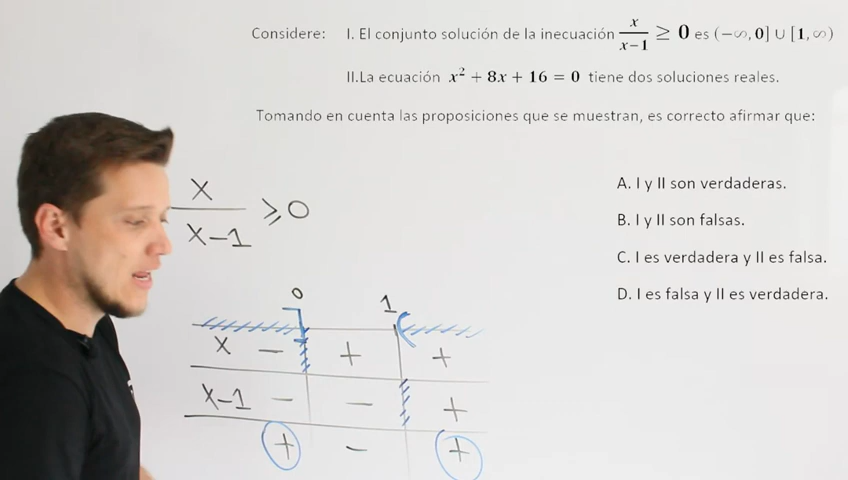 Considere: I. El conjunto solución de la inecuación x/(x−1) ≥ 0 es (−∞, 0] ∪ [1, ∞)
II.La ecuación x² + 8x + 16 = 0 tiene dos soluciones reales.
Tomando en cuenta las proposiciones que se muestran, es correcto afirmar que:
A. I y II son verdaderas.
B. I y II son falsas.
C. I es verdadera y II es falsa.
D. I es falsa y II es verdadera.
x/(x−1) ≥ 0
0 1
x − + +
x−1 − − +
+ − +